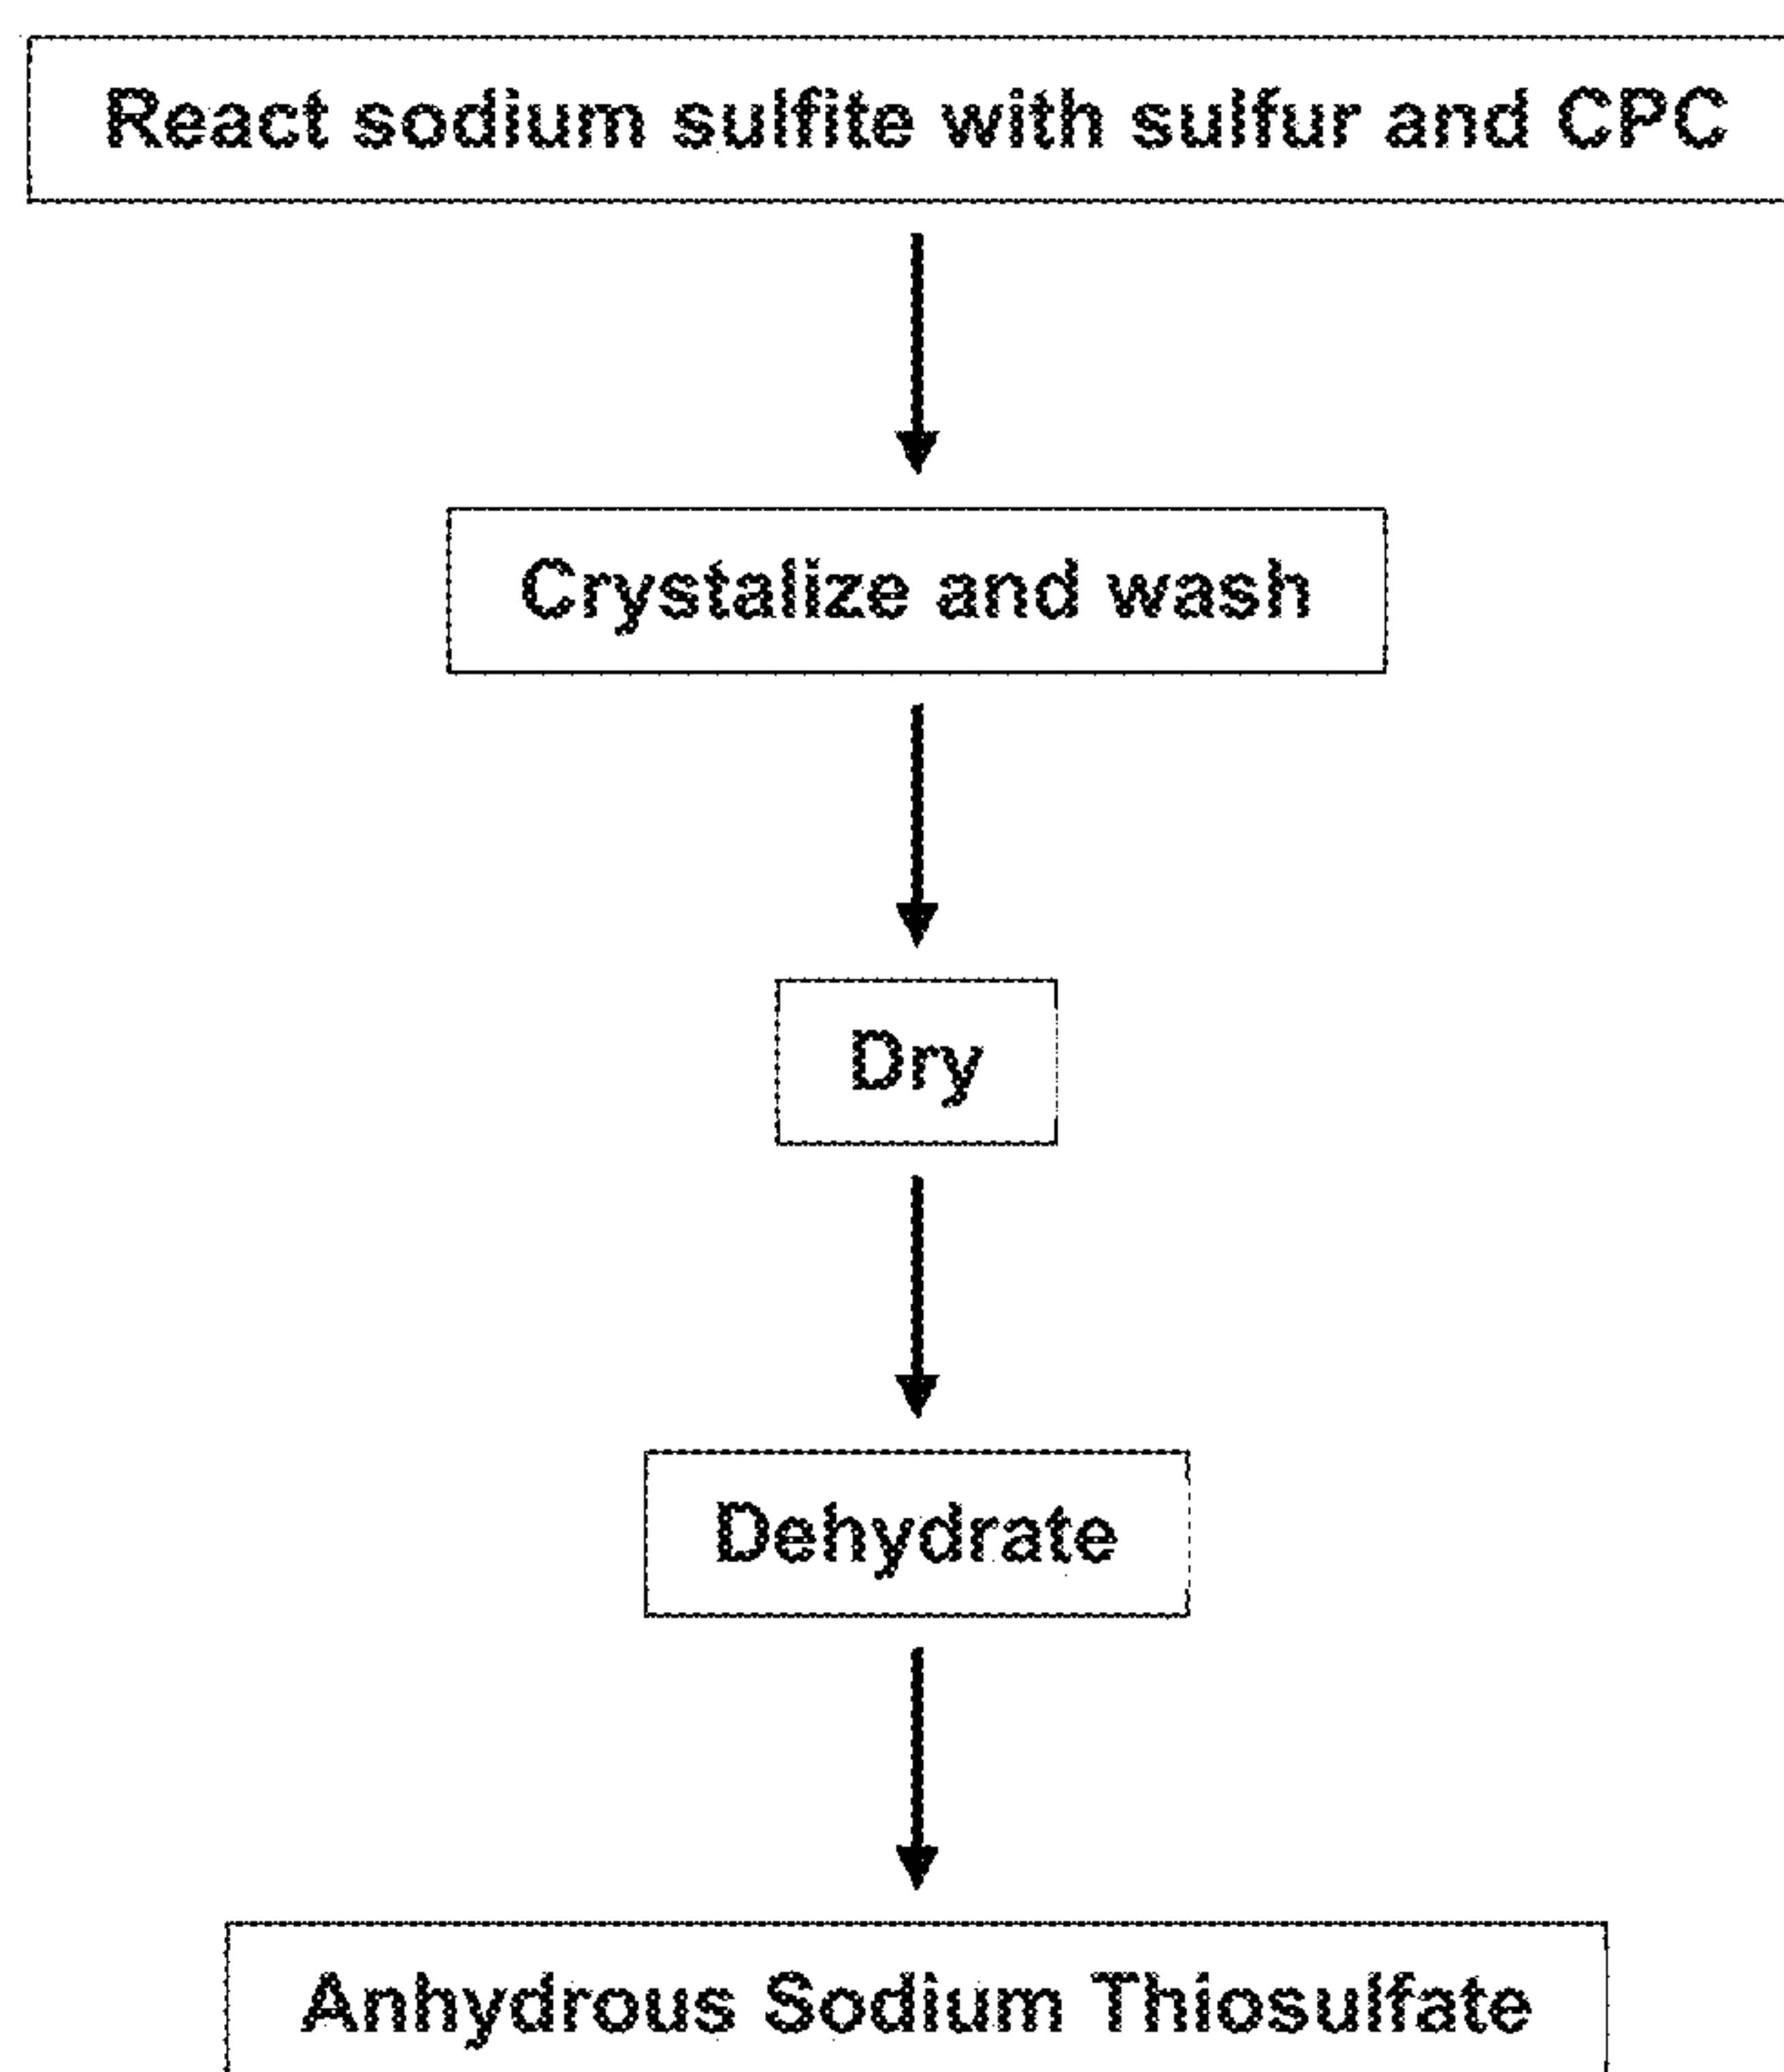 React sodium sulfite with sulfur and CPC
Crystalize and wash
Dry
Dehydrate
Anhydrous Sodium Thiosulfate